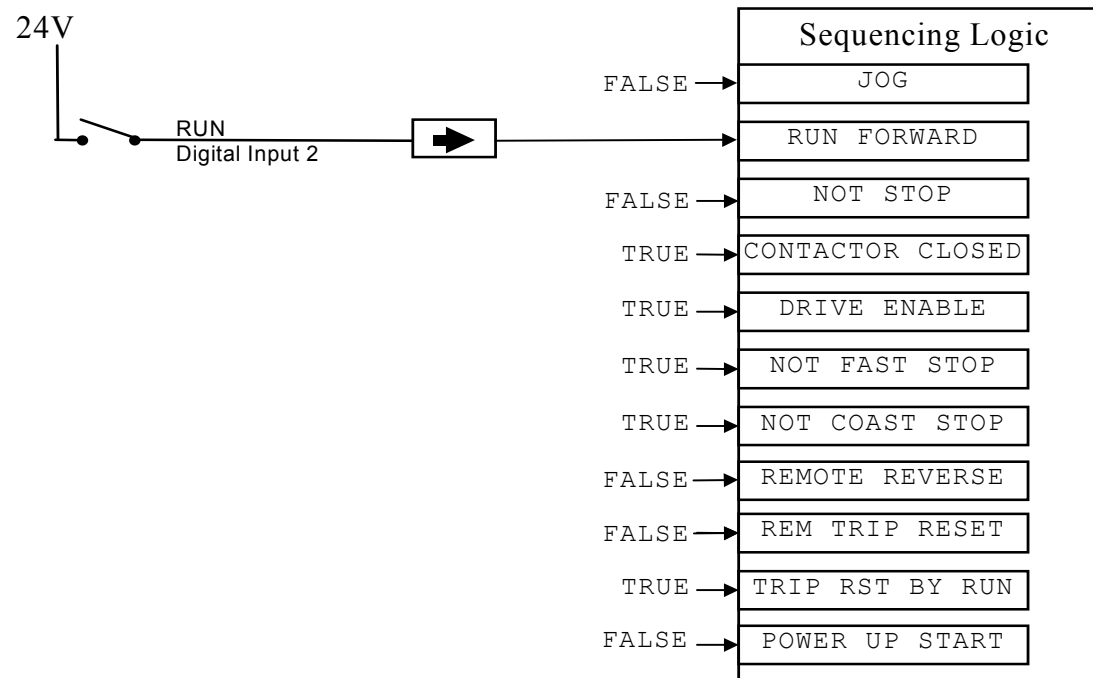 24V
Sequencing Logic
FALSE JOG
RUN
Digital Input 2
RUN FORWARD
FALSE NOT STOP
TRUE CONTACTOR CLOSED
TRUE DRIVE ENABLE
TRUE NOT FAST STOP
TRUE NOT COAST STOP
FALSE REMOTE REVERSE
FALSE REM TRIP RESET
TRUE TRIP RST BY RUN
FALSE POWER UP START